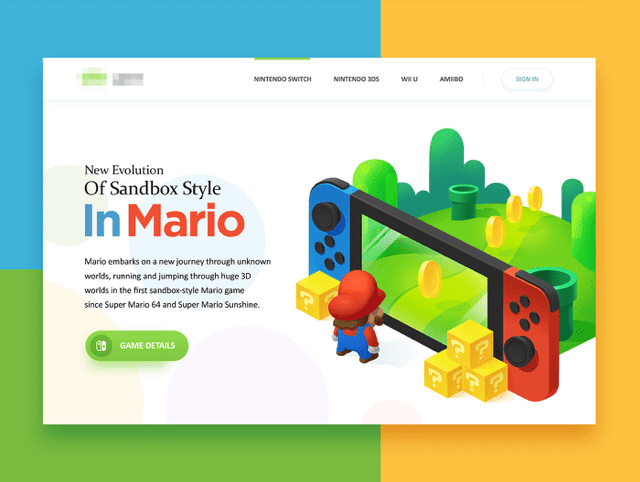 NINTENDO SWITCH NINTENDO 3DS WII U AMIIBO SIGN IN
New Evolution
Of Sandbox Style
In Mario
Mario embarks on a new journey through unknown
worlds, running and jumping through huge 3D
worlds in the first sandbox-style Mario game
since Super Mario 64 and Super Mario Sunshine.
GAME DETAILS
? ?
?
? ?
? ?